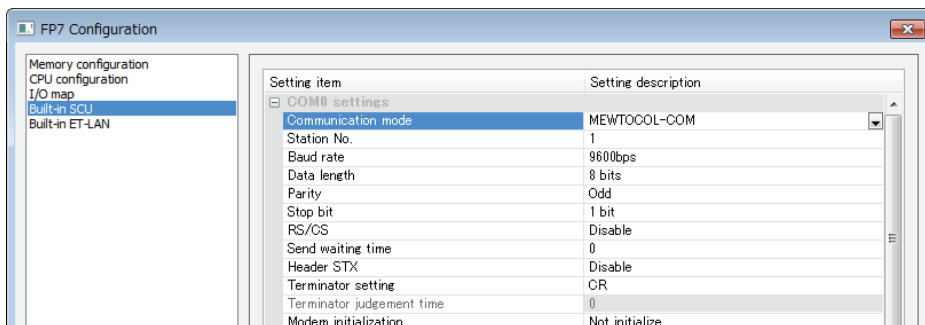 FP7 Configuration
Memory configuration
CPU configuration
I/O map
Built-in SCU
Built-in ET-LAN
Setting item Setting description
COM0 settings
Communication mode MEWTOCOL-COM
Station No. 1
Baud rate 9600bps
Data length 8 bits
Parity Odd
Stop bit 1 bit
RS/CS Disable
Send waiting time 0
Header STX Disable
Terminator setting CR
Terminator judgement time 0
Modem initialization Not initialize